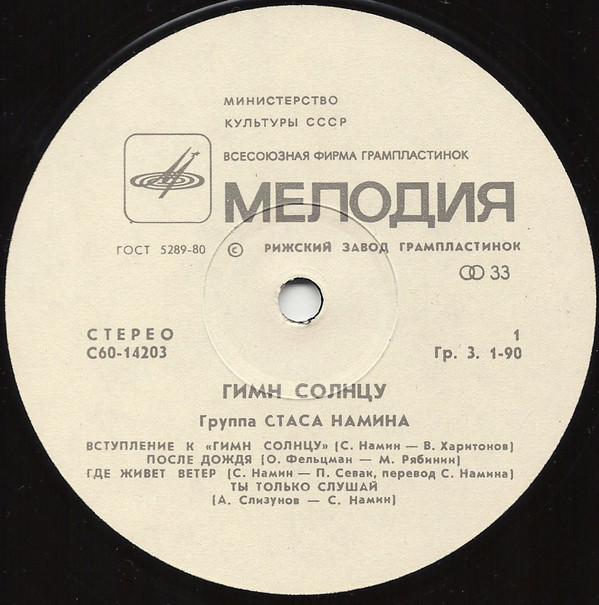 МИНИСТЕРСТВО
КУЛЬТУРЫ СССР
ВСЕСОЮЗНАЯ ФИРМА ГРАМПЛАСТИНОК
МЕЛОДИЯ
ГОСТ 5289-80 © РИЖСКИЙ ЗАВОД ГРАМПЛАСТИНОК
33
СТЕРЕО 1
С60-14203 Гр. 3. 1-90
ГИМН СОЛНЦУ
Группа СТАСА НАМИНА
ВСТУПЛЕНИЕ К «ГИМН СОЛНЦУ» (С. Намин — В. Харитонов)
ПОСЛЕ ДОЖДЯ (О. Фельцман — М. Рябинин)
ГДЕ ЖИВЕТ ВЕТЕР (С. Намин — П. Севак, перевод С. Намина)
ТЫ ТОЛЬКО СЛУШАЙ
(А. Слизунов — С. Намин)